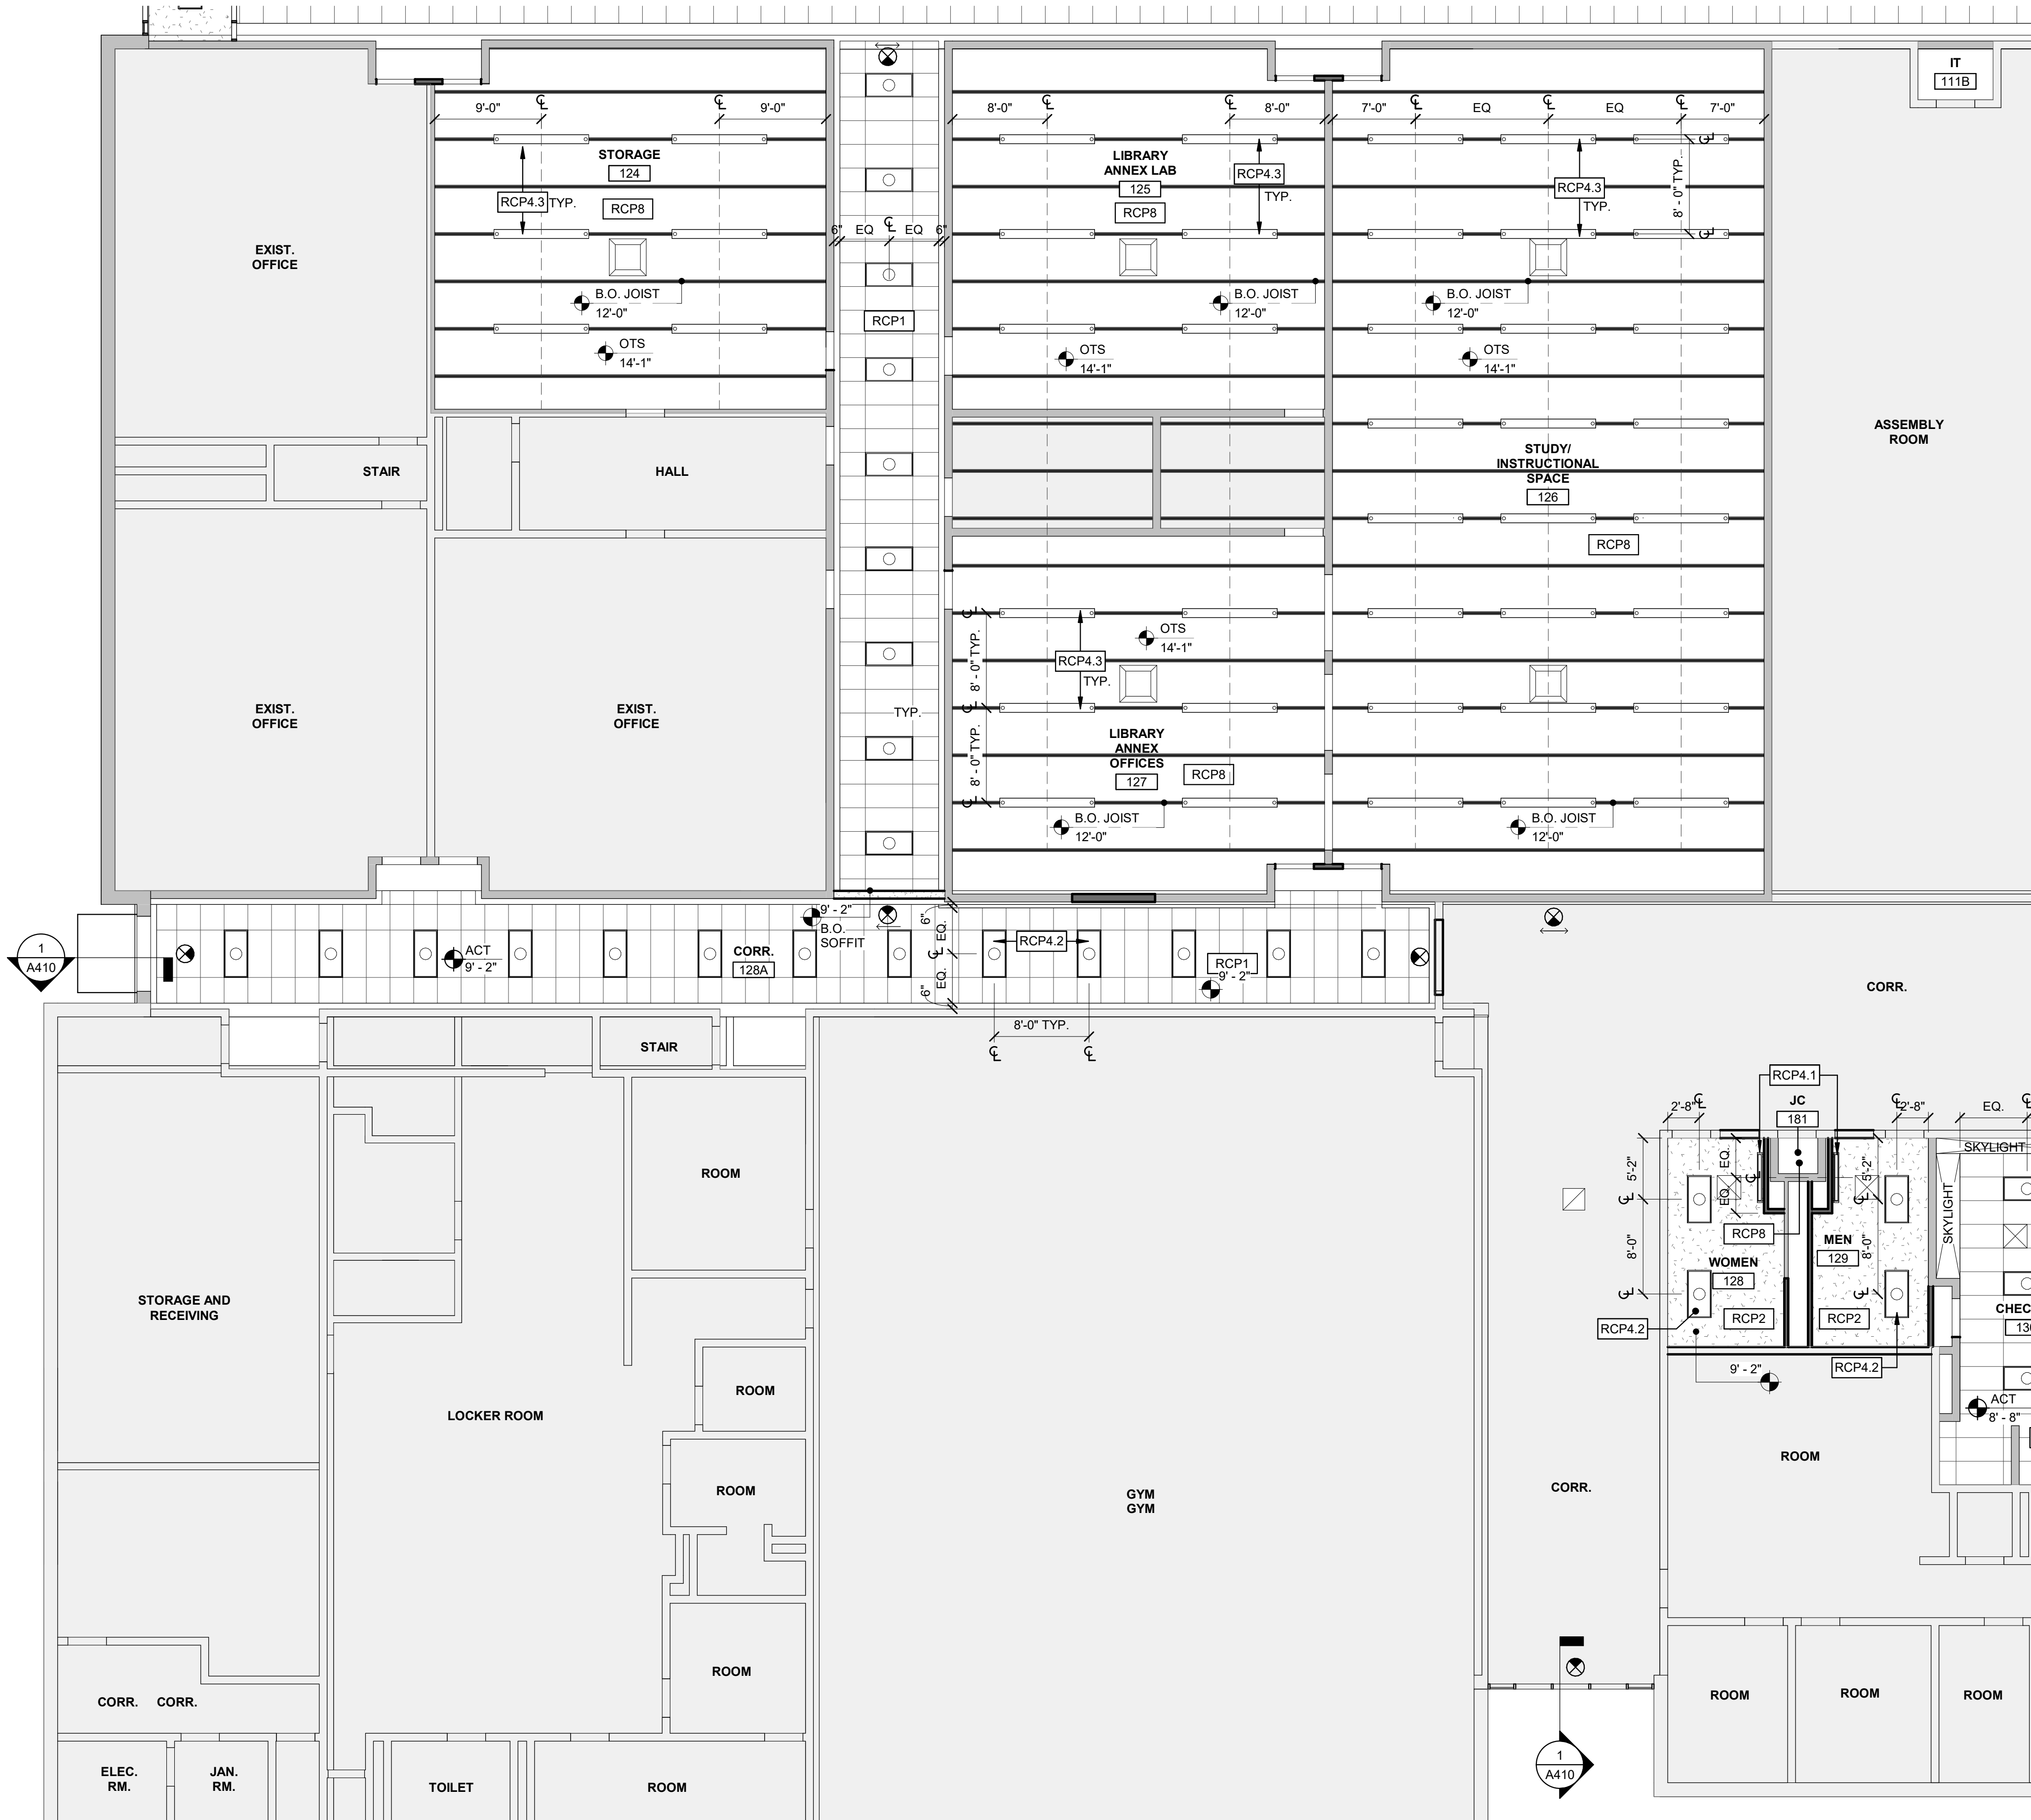 IT
111B
9'-0"
9'-0"
8'-0"
8'-0"
7'-0"
EQ
EQ
7'-0"
STORAGE
124
RCP4.3
TYP.
RCP8
LIBRARY
ANNEX LAB
125
RCP8
RCP4.3
TYP.
RCP4.3
TYP.
8' - 0" TYP.
EXIST.
OFFICE
6"
EQ
EQ
6"
B.O. JOIST
12'-0"
B.O. JOIST
12'-0"
B.O. JOIST
12'-0"
RCP1
OTS
14'-1"
OTS
14'-1"
OTS
14'-1"
ASSEMBLY
ROOM
STAIR
HALL
STUDY/
INSTRUCTIONAL
SPACE
126
RCP8
OTS
14'-1"
8' - 0" TYP.
RCP4.3
TYP.
EXIST.
OFFICE
EXIST.
OFFICE
TYP.
8' - 0" TYP.
LIBRARY
ANNEX
OFFICES
127
RCP8
B.O. JOIST
12'-0"
B.O. JOIST
12'-0"
9' - 2"
B.O.
SOFFIT
6"
EQ.
EQ.
6"
1
A410
ACT
9' - 2"
CORR.
128A
RCP4.2
RCP1
9' - 2"
CORR.
8'-0" TYP.
STAIR
RCP4.1
JC
181
2'-8"
2'-8"
EQ.
SKYLIGHT
SKYLIGHT
5'-2"
EQ.
EQ.
5'-2"
8'-0"
8'-0"
RCP8
MEN
129
WOMEN
128
RCP2
RCP2
RCP4.2
RCP4.2
9' - 2"
CHEC
130
ACT
8' - 8"
ROOM
STORAGE AND
RECEIVING
ROOM
LOCKER ROOM
ROOM
ROOM
GYM
GYM
CORR.
ROOM
ROOM
CORR.
CORR.
ROOM
ROOM
ROOM
1
A410
ELEC.
RM.
JAN.
RM.
TOILET
ROOM